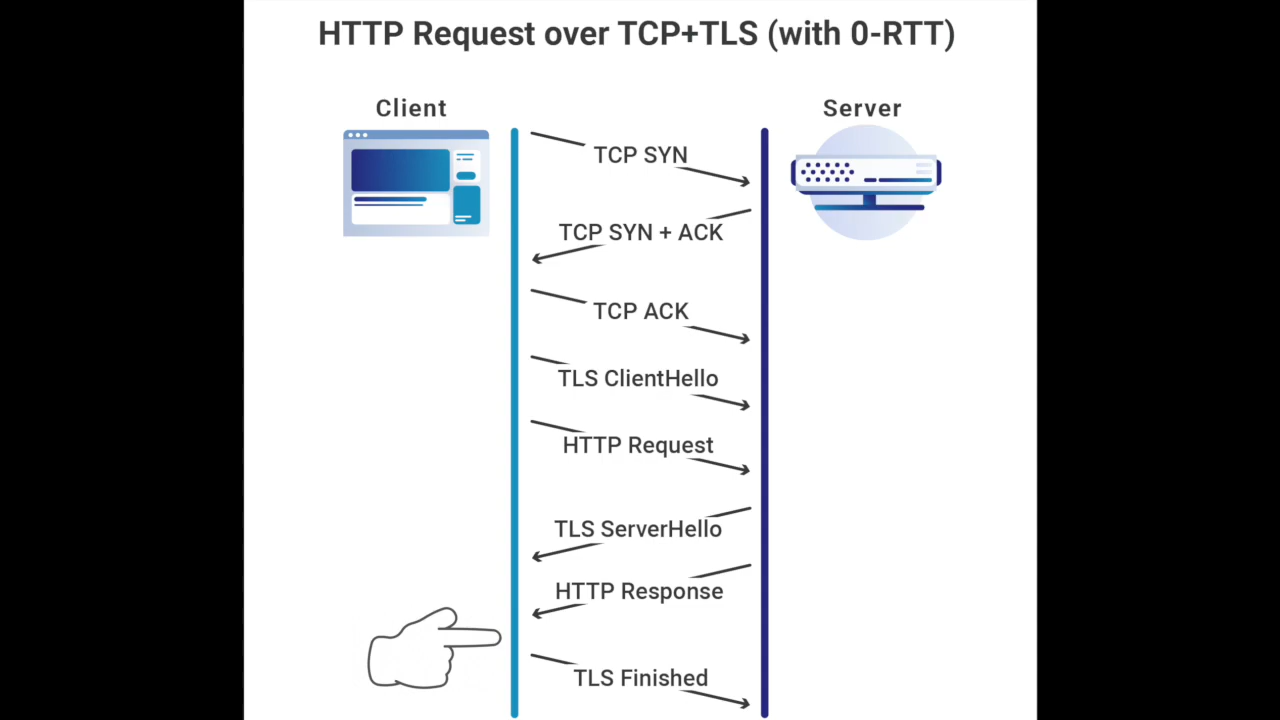 HTTP Request over TCP+TLS (with 0-RTT)
Client
Server
TCP SYN
TCP SYN + ACK
TCP ACK
TLS ClientHello
HTTP Request
TLS ServerHello
HTTP Response
TLS Finished